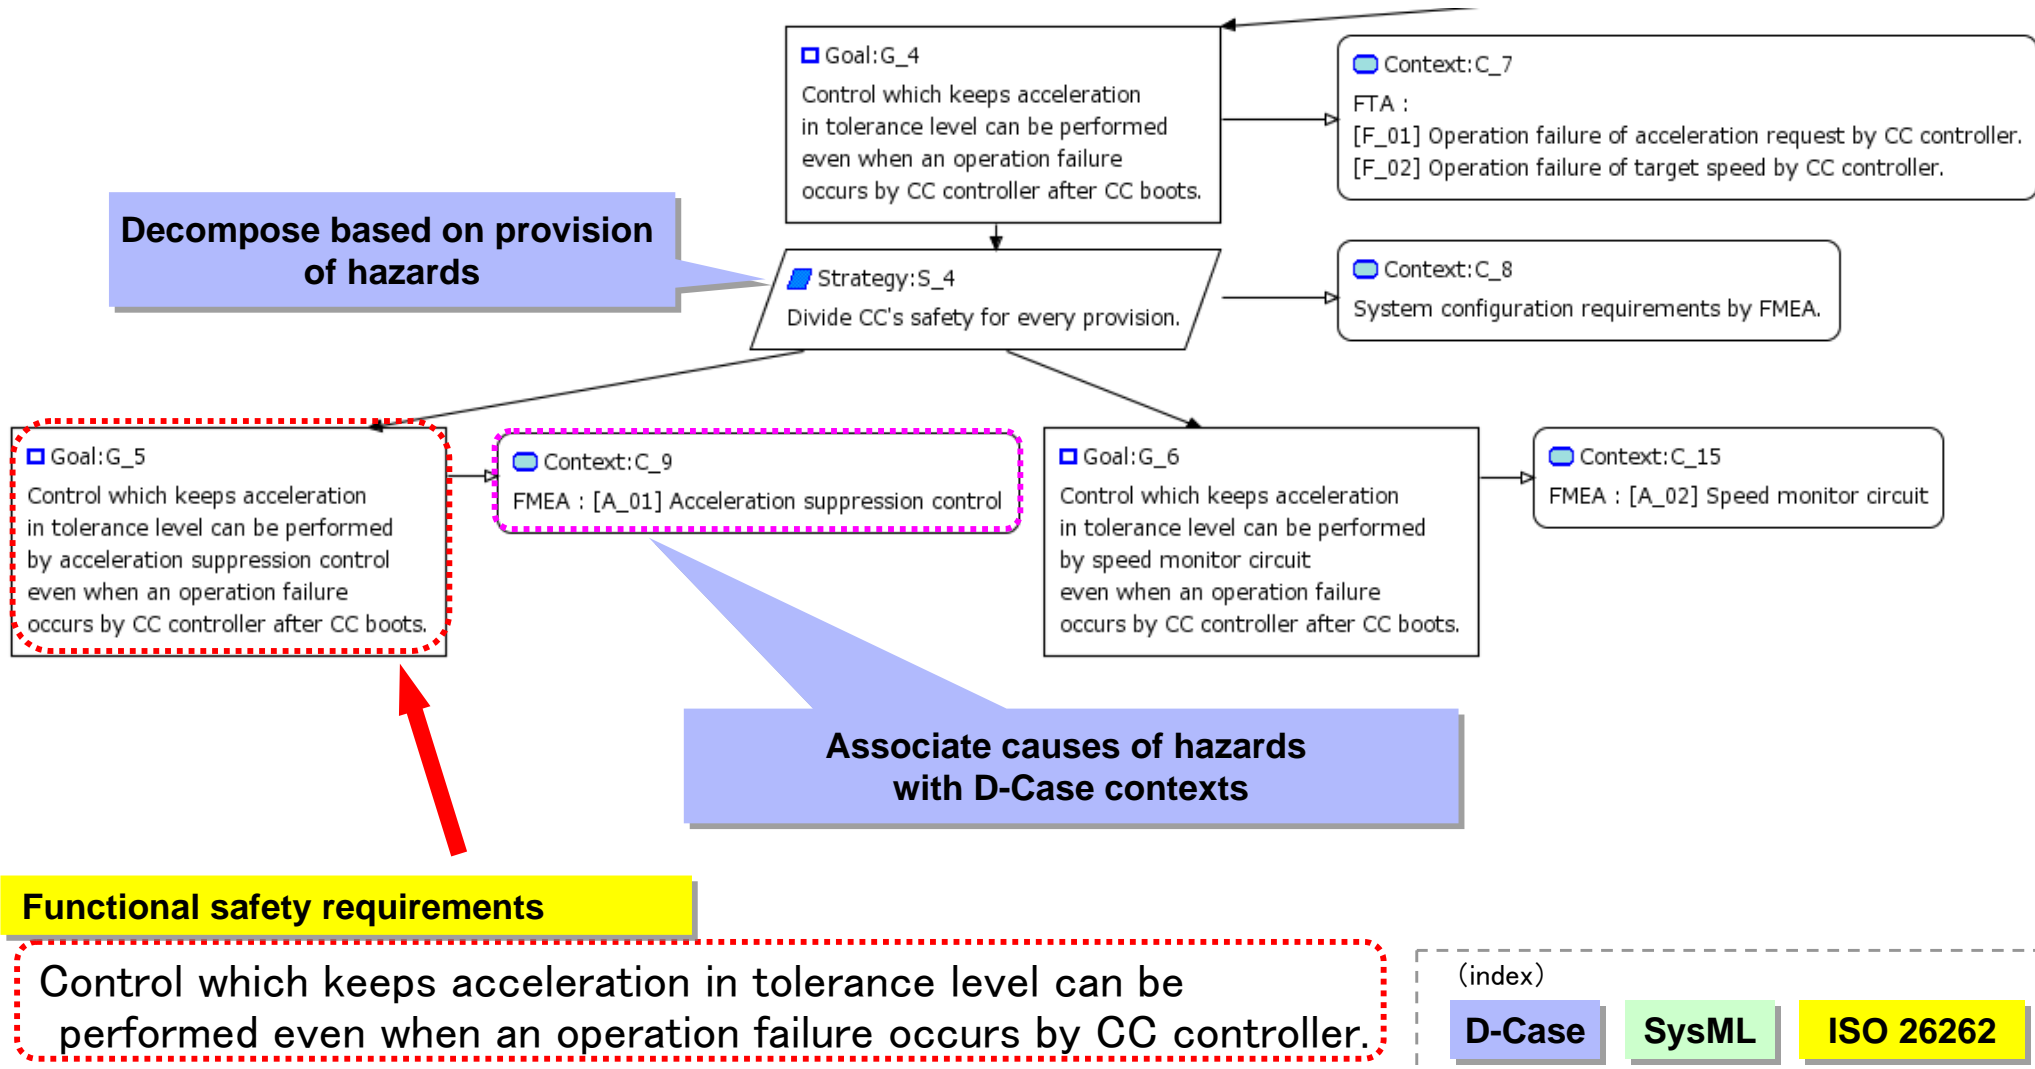 Goal:G_4
Control which keeps acceleration
in tolerance level can be performed
even when an operation failure
occurs by CC controller after CC boots.
Context:C_7
FTA :
[F_01] Operation failure of acceleration request by CC controller.
[F_02] Operation failure of target speed by CC controller.
Decompose based on provision
of hazards
Strategy:S_4
Divide CC's safety for every provision.
Context:C_8
System configuration requirements by FMEA.
Goal:G_5
Control which keeps acceleration
in tolerance level can be performed
by acceleration suppression control
even when an operation failure
occurs by CC controller after CC boots.
Context:C_9
FMEA : [A_01] Acceleration suppression control
Goal:G_6
Control which keeps acceleration
in tolerance level can be performed
by speed monitor circuit
even when an operation failure
occurs by CC controller after CC boots.
Context:C_15
FMEA : [A_02] Speed monitor circuit
Associate causes of hazards
with D-Case contexts
Functional safety requirements
Control which keeps acceleration in tolerance level can be
performed even when an operation failure occurs by CC controller.
(index)
D-Case SysML ISO 26262